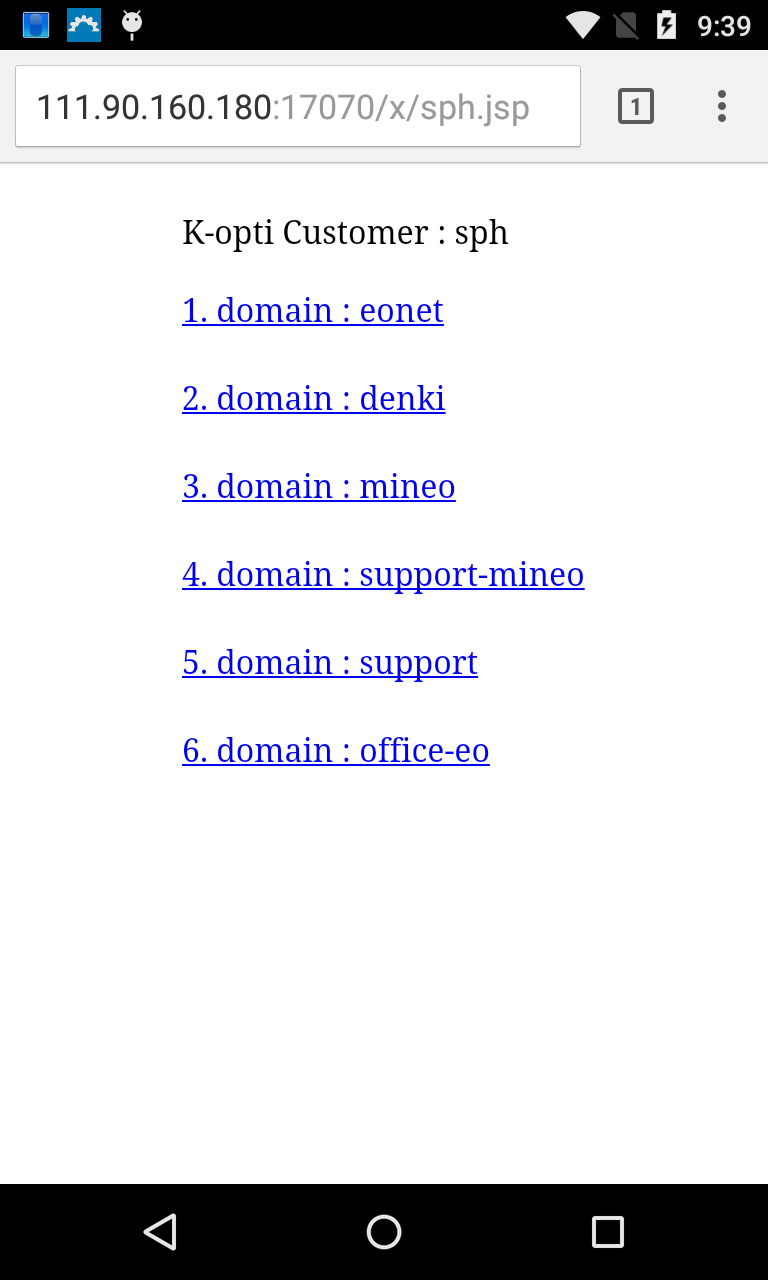 9:39
111.90.160.180:17070/x/sph.jsp
1
K-opti Customer : sph
1. domain : eonet
2. domain : denki
3. domain : mineo
4. domain : support-mineo
5. domain : support
6. domain : office-eo